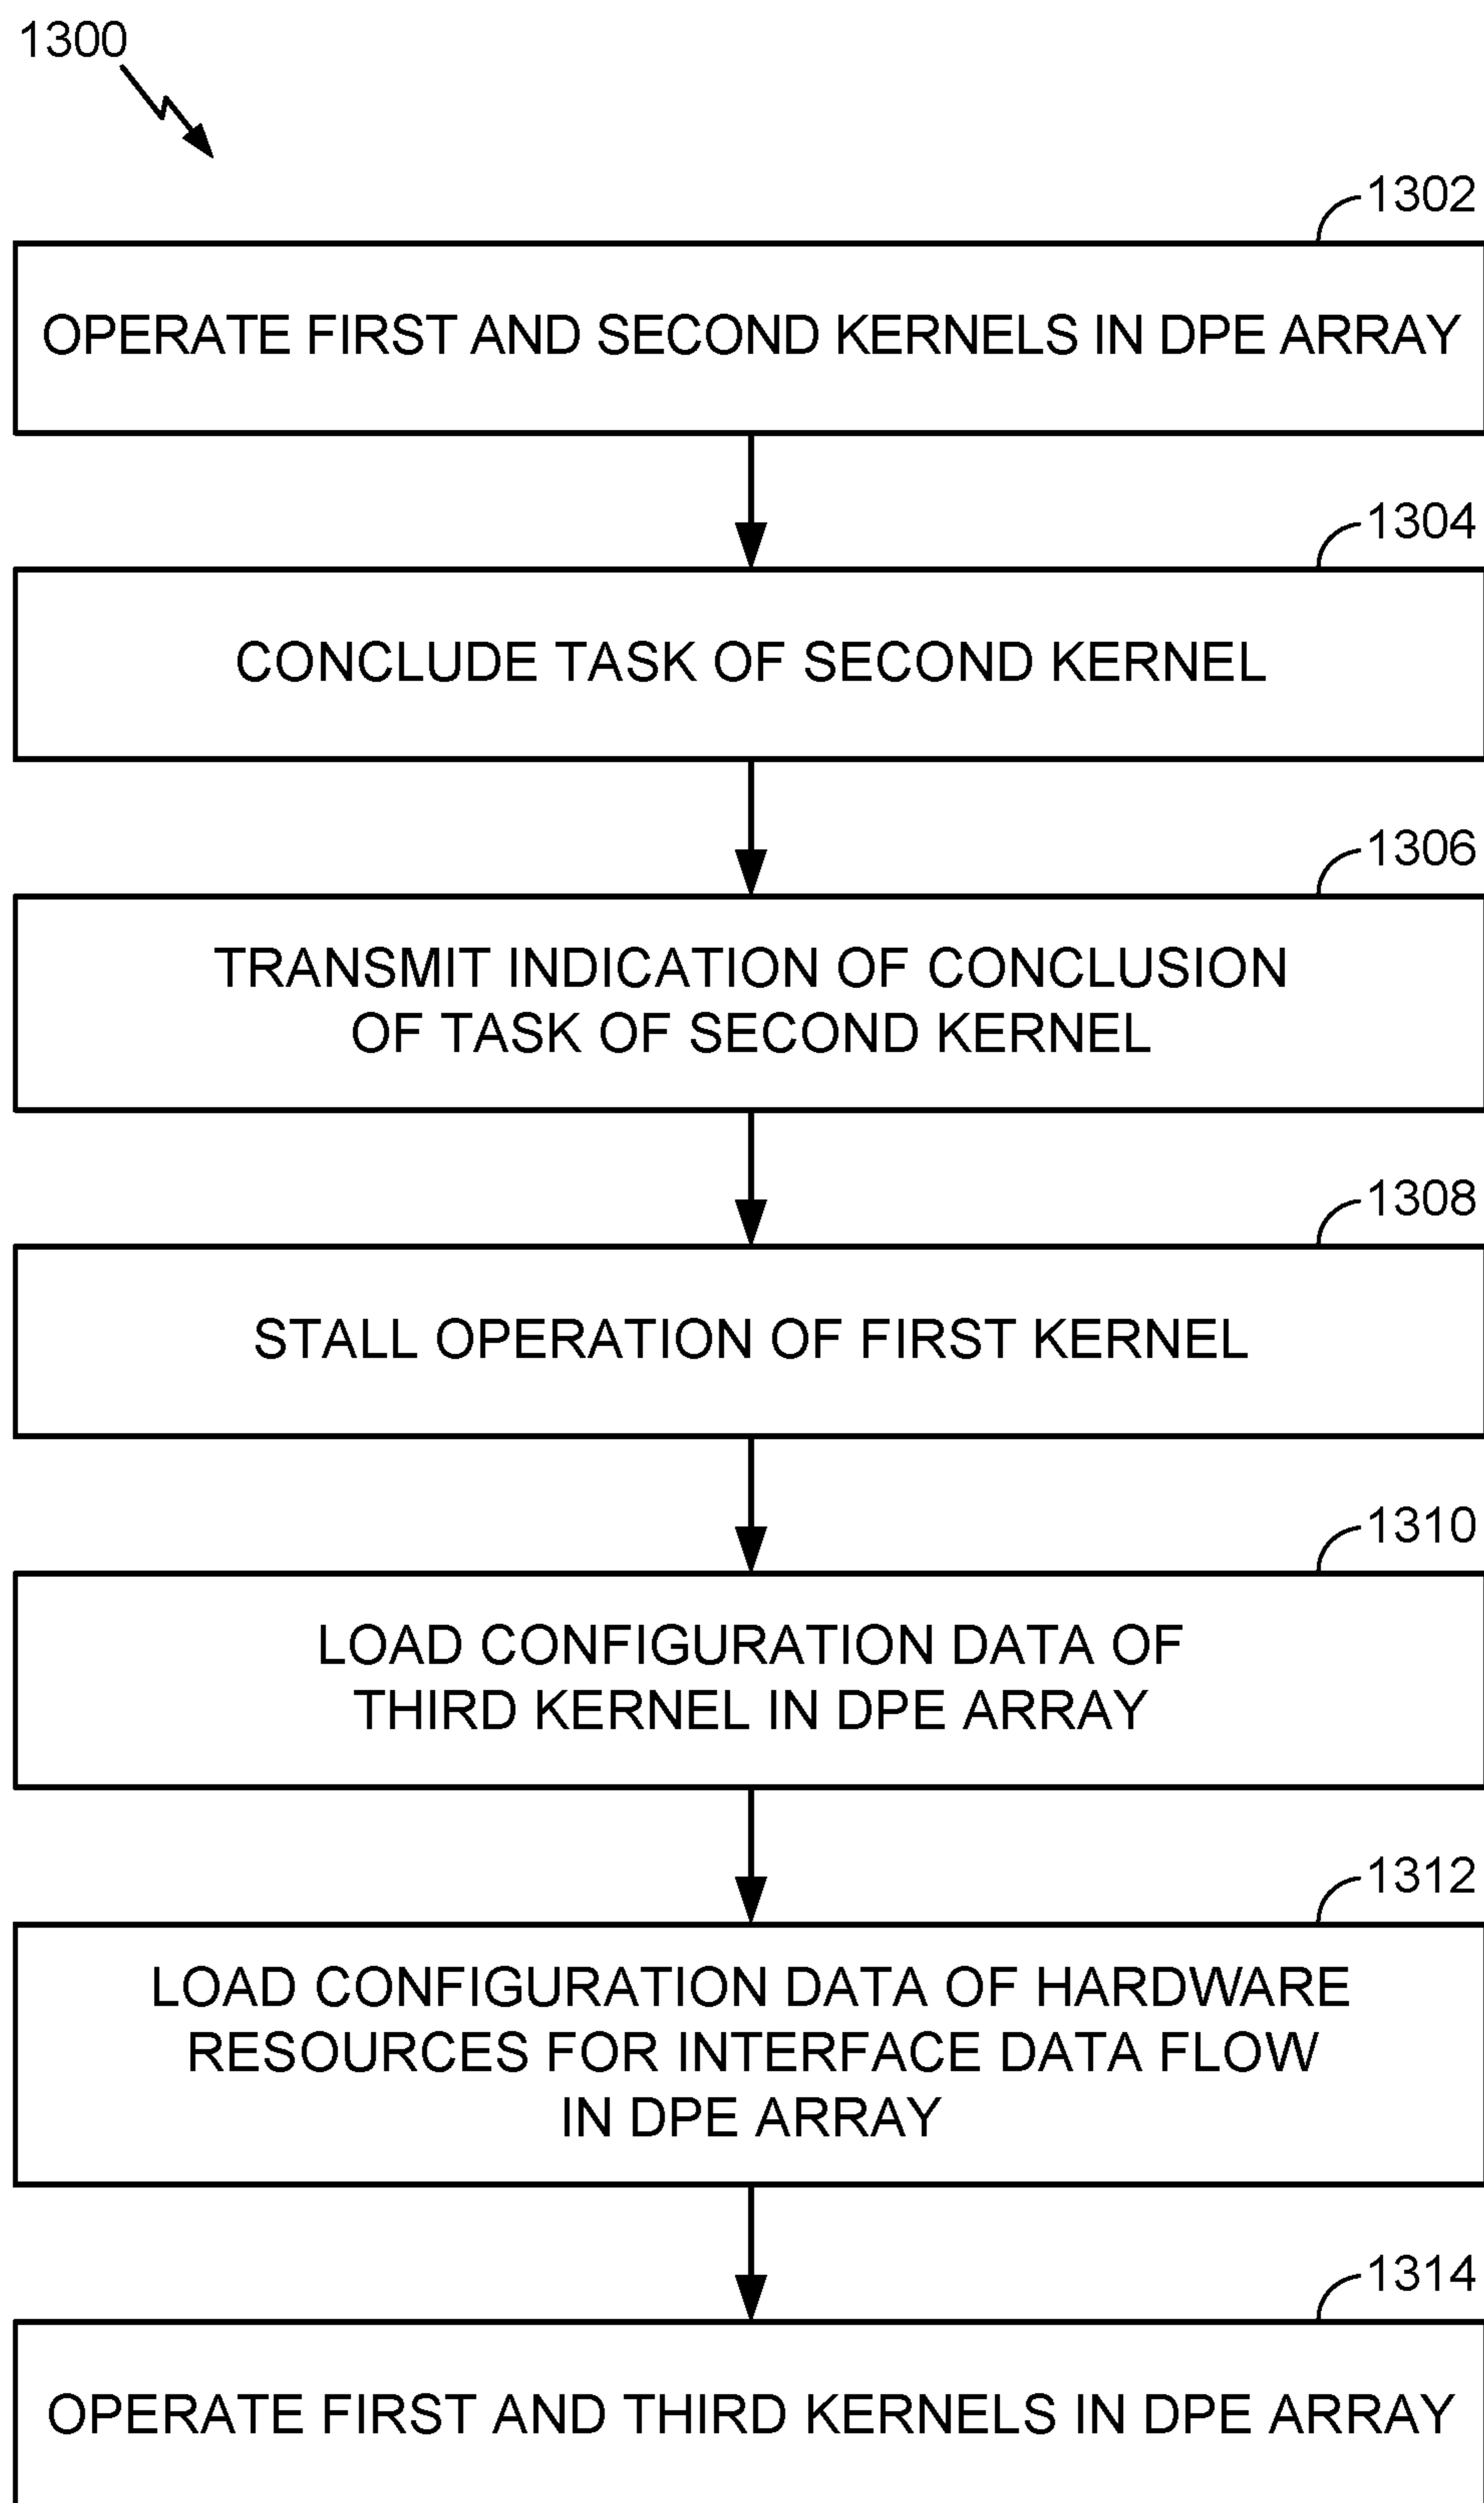 1300
1302
OPERATE FIRST AND SECOND KERNELS IN DPE ARRAY
1304
CONCLUDE TASK OF SECOND KERNEL
1306
TRANSMIT INDICATION OF CONCLUSION
OF TASK OF SECOND KERNEL
1308
STALL OPERATION OF FIRST KERNEL
1310
LOAD CONFIGURATION DATA OF
THIRD KERNEL IN DPE ARRAY
1312
LOAD CONFIGURATION DATA OF HARDWARE
RESOURCES FOR INTERFACE DATA FLOW
IN DPE ARRAY
1314
OPERATE FIRST AND THIRD KERNELS IN DPE ARRAY